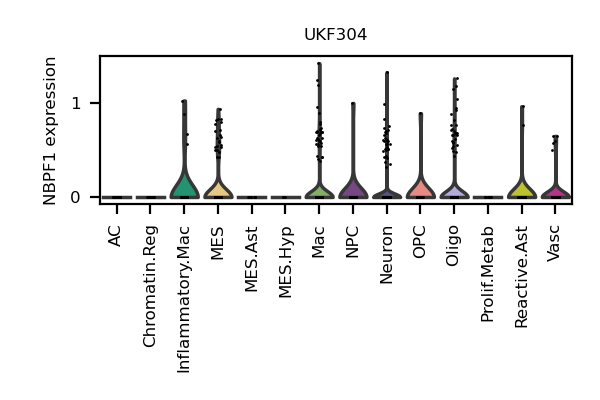 UKF304
NBPF1 expression
1
0
AC
Chromatin.Reg
Inflammatory.Mac
MES
MES.Ast
MES.Hyp
Mac
NPC
Neuron
OPC
Oligo
Prolif.Metab
Reactive.Ast
Vasc